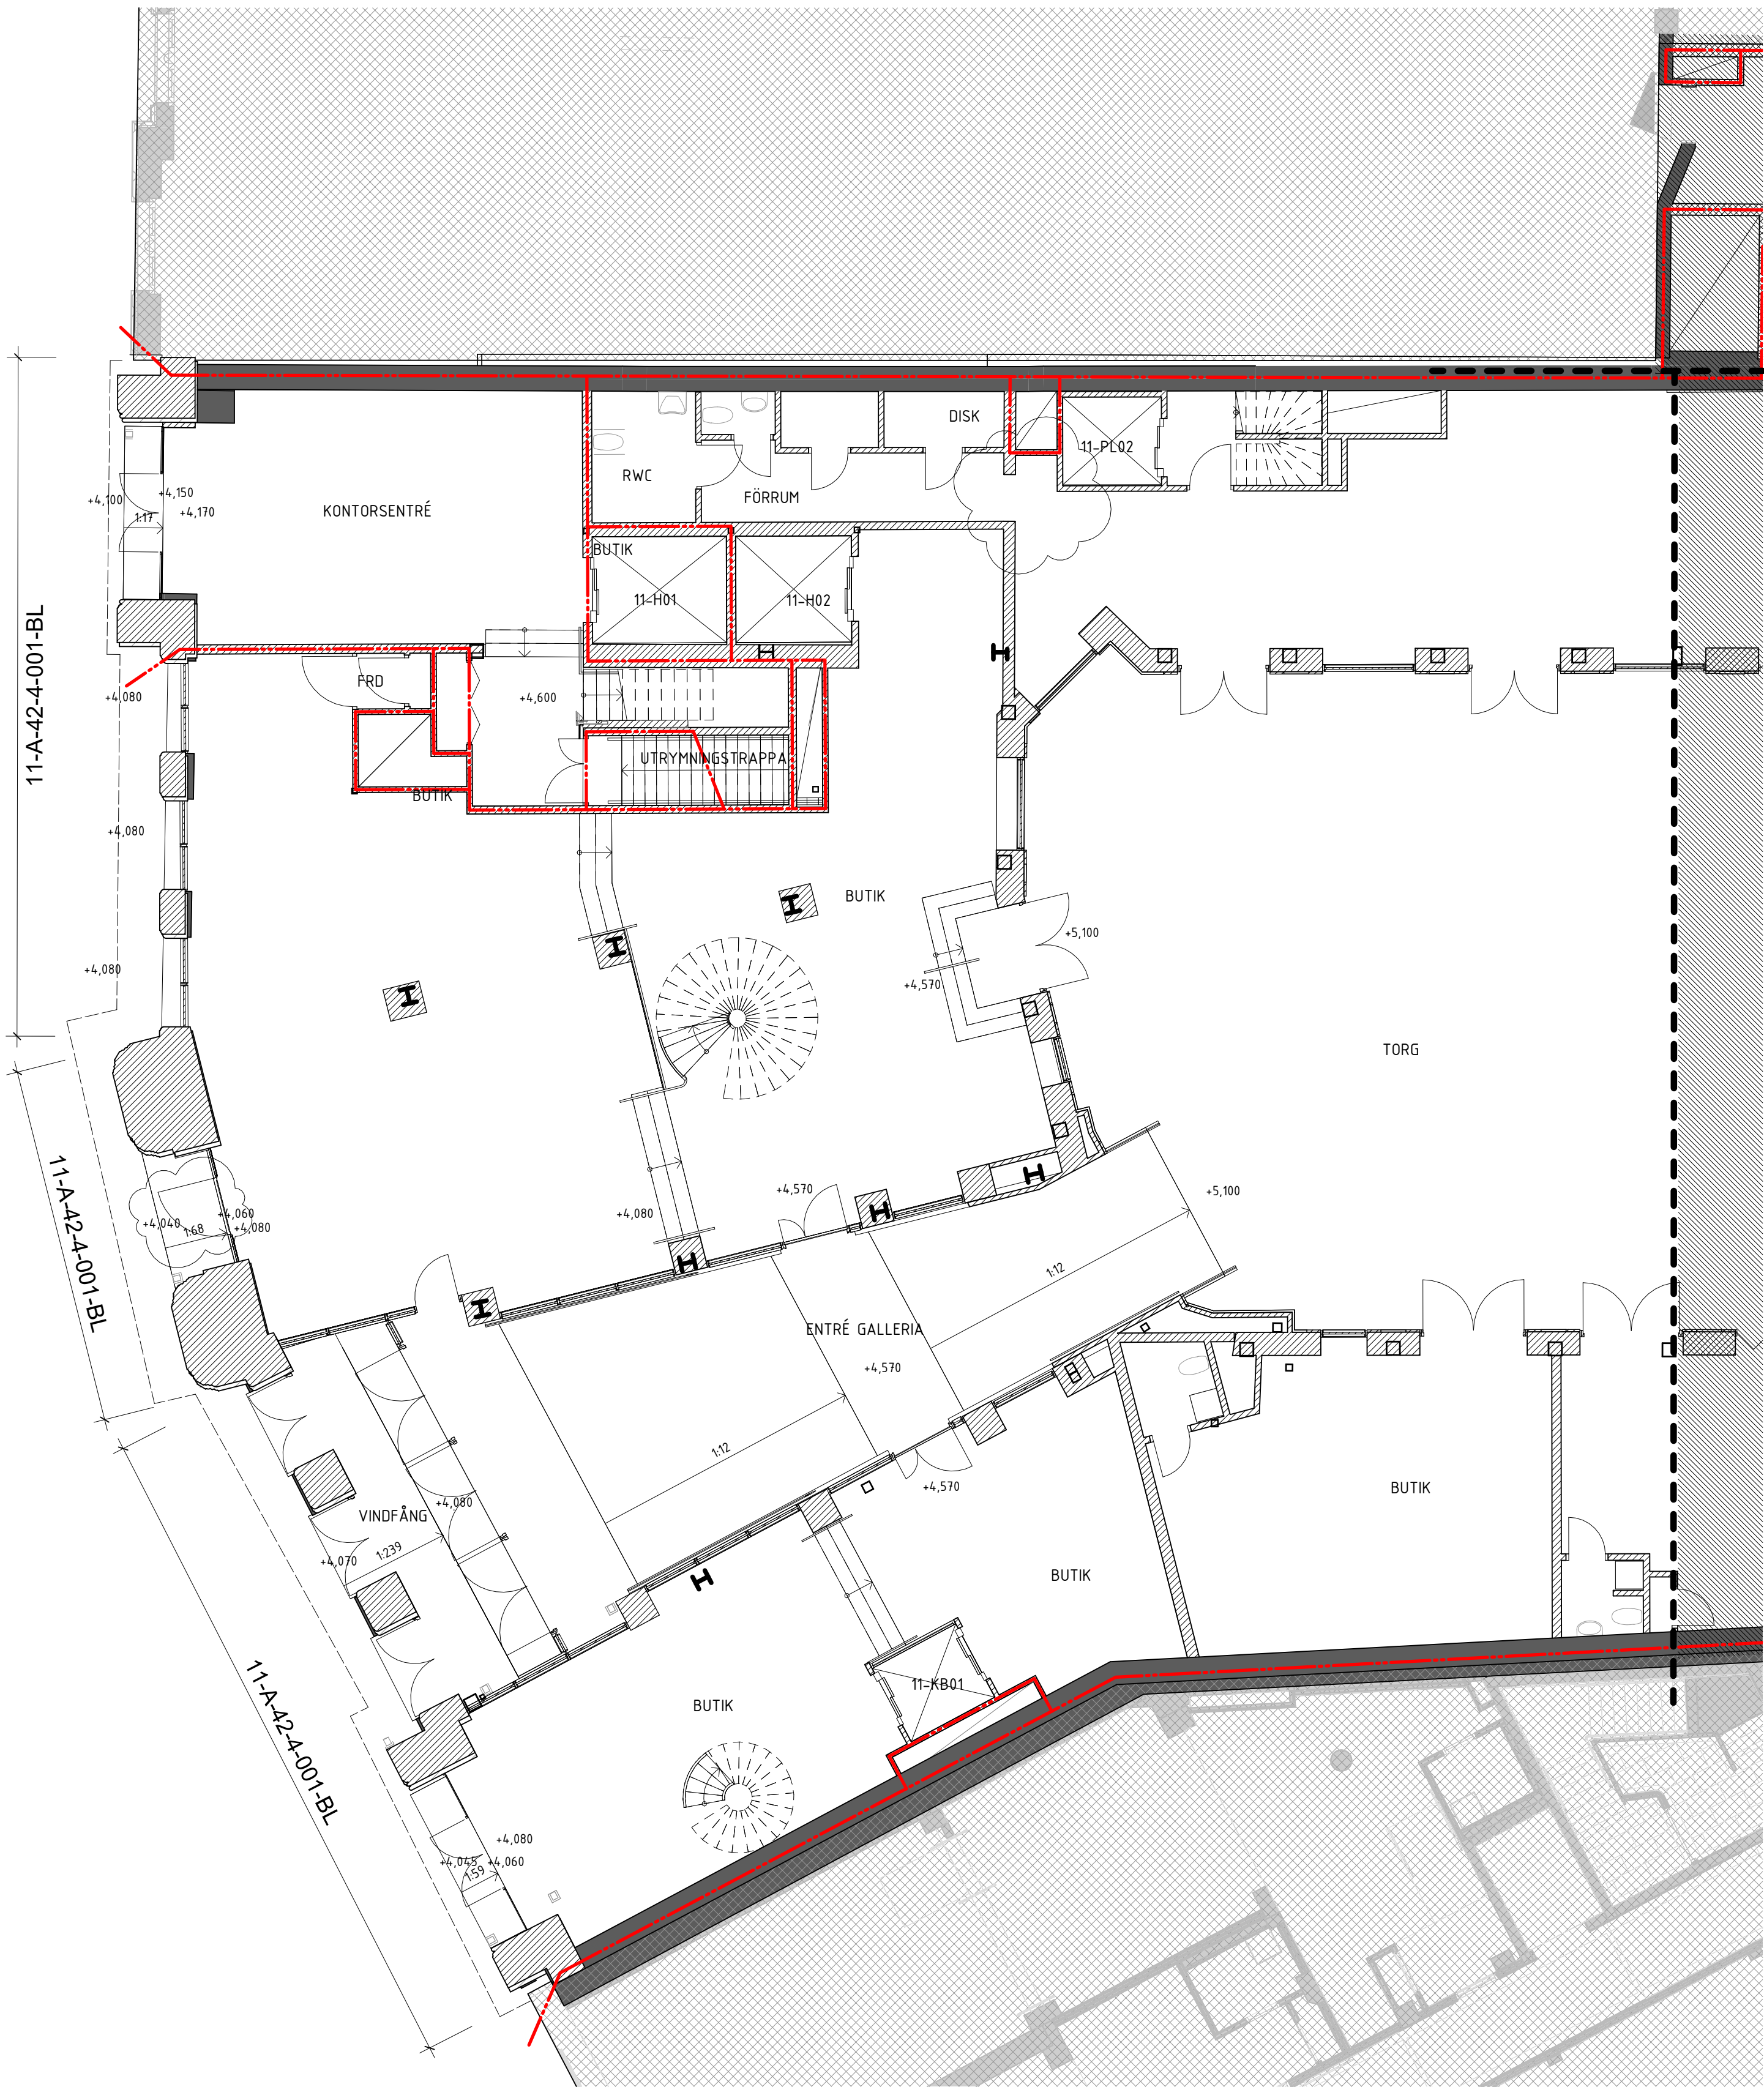 DISK
11-PL02
RWC
FÖRRUM
KONTORSENTRÉ
+4,100
+4,150
1:17
+4,170
BUTIK
11-H01
11-H02
11-A-42-4-001-BL
FRD
+4,080
+4,600
UTRYMNINGSTRAPPA
BUTIK
+4,080
BUTIK
+5,100
+4,080
+4,570
TORG
11-A-42-4-001-BL
+4,570
+5,100
+4,040
1:68
+4,060
+4,080
+4,080
1:12
ENTRÉ GALLERIA
+4,570
1:12
+4,570
BUTIK
+4,080
VINDFÅNG
1:239
+4,070
BUTIK
11-A-42-4-001-BL
11-KB01
BUTIK
+4,080
+4,045
+4,060
1:59